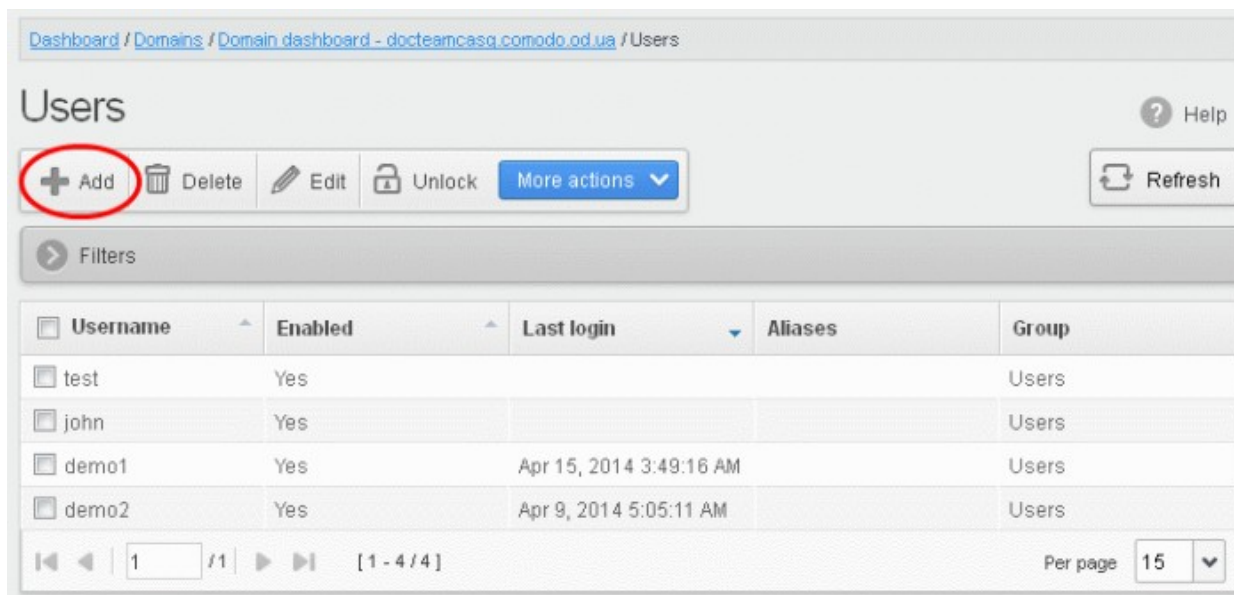 Dashboard / Domains / Domain dashboard - docteamcasg.comodo.od.ua / Users
Users
Help
Add Delete Edit Unlock More actions
Refresh
Filters
Username Enabled Last login Aliases Group
test Yes Users
john Yes Users
demo1 Yes Apr 15, 2014 3:49:16 AM Users
demo2 Yes Apr 9, 2014 5:05:11 AM Users
1 /1 [ 1 - 4 / 4 ] Per page 15